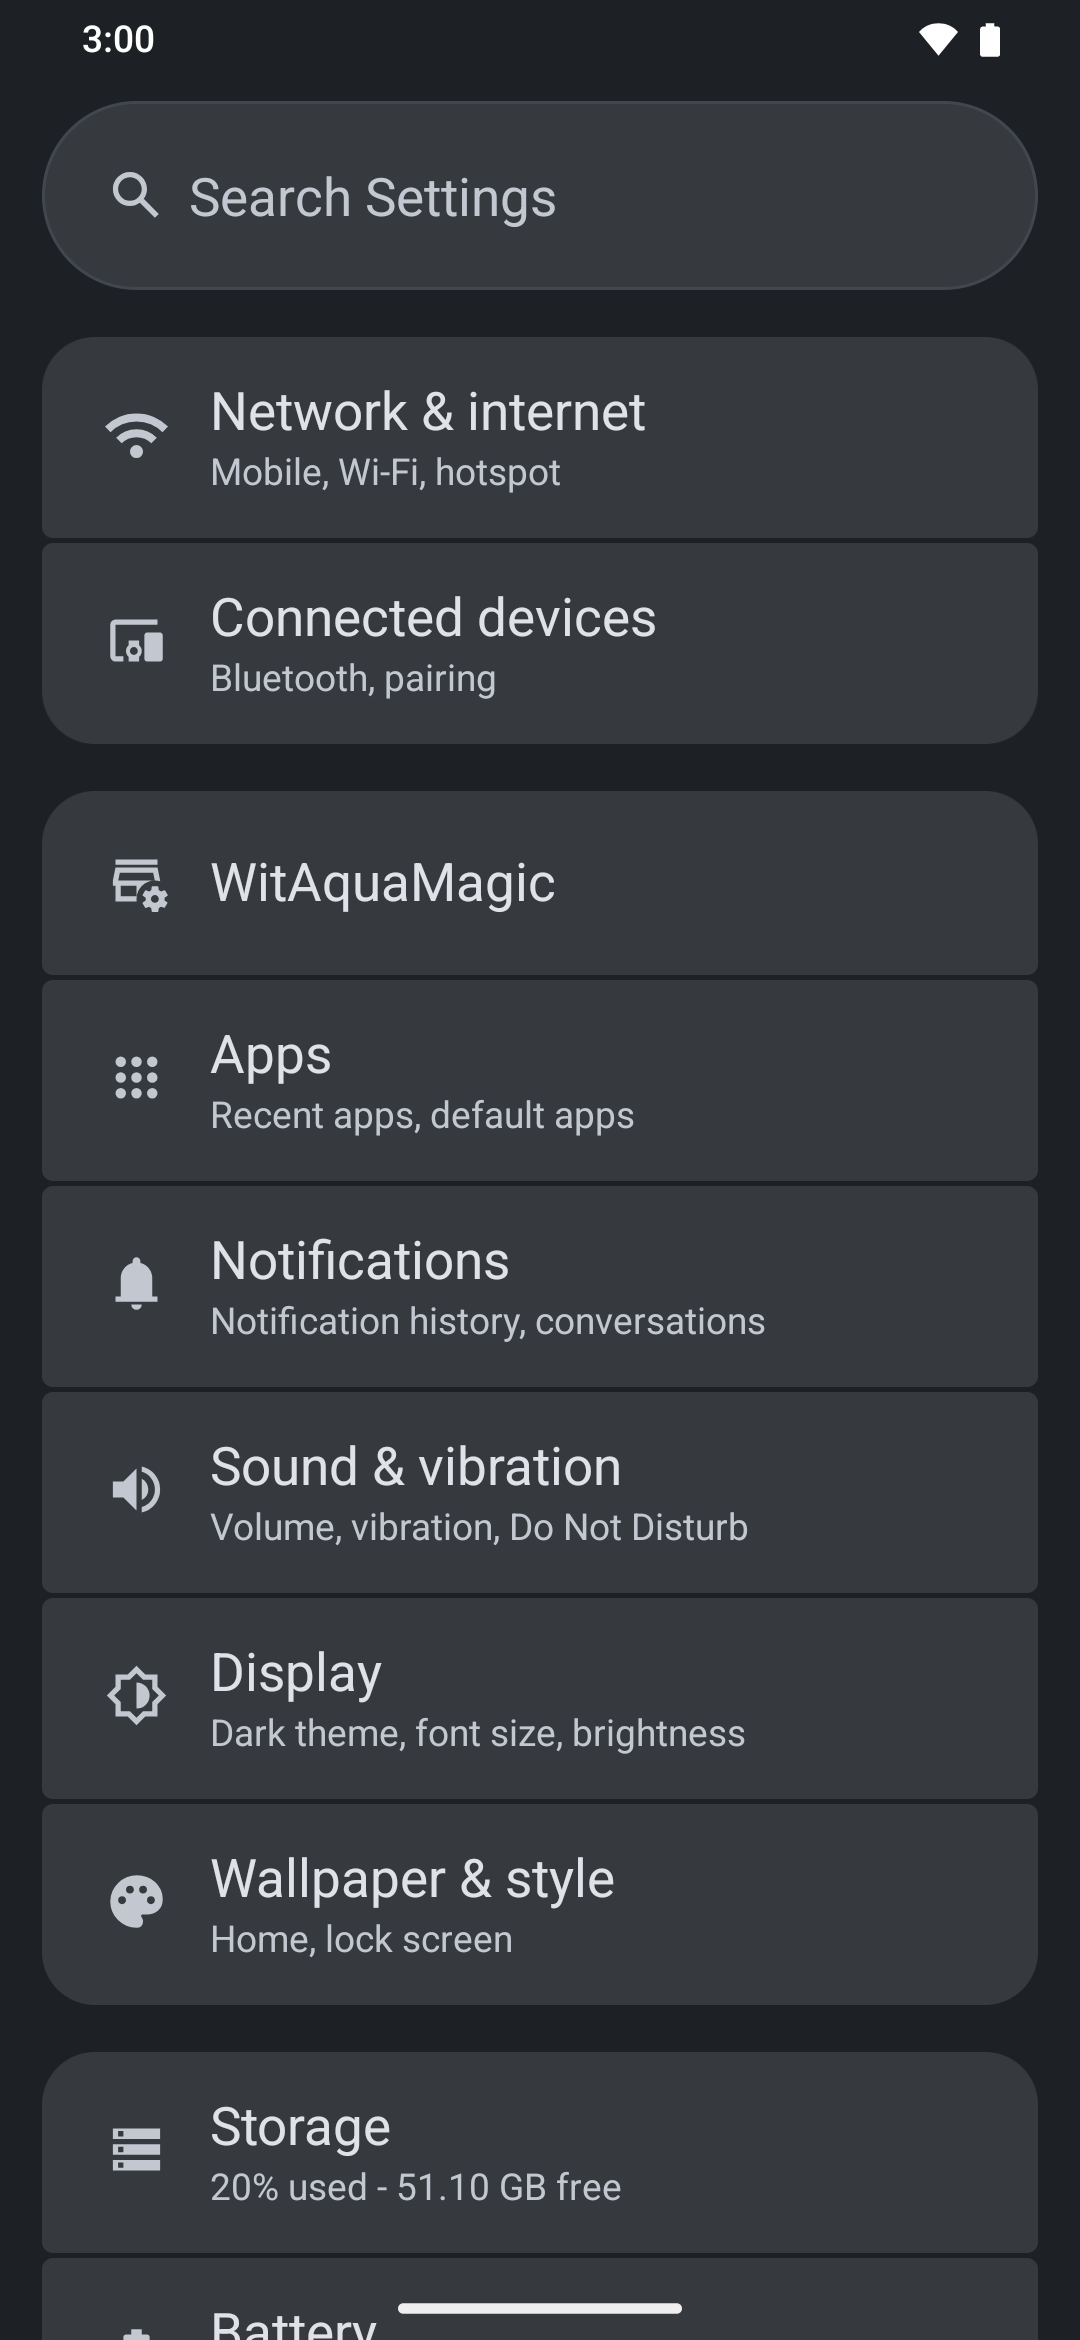 3:00
Search Settings
Network & internet
Mobile, Wi-Fi, hotspot
Connected devices
Bluetooth, pairing
WitAquaMagic
Apps
Recent apps, default apps
Notifications
Notification history, conversations
Sound & vibration
Volume, vibration, Do Not Disturb
Display
Dark theme, font size, brightness
Wallpaper & style
Home, lock screen
Storage
20% used - 51.10 GB free
Battery